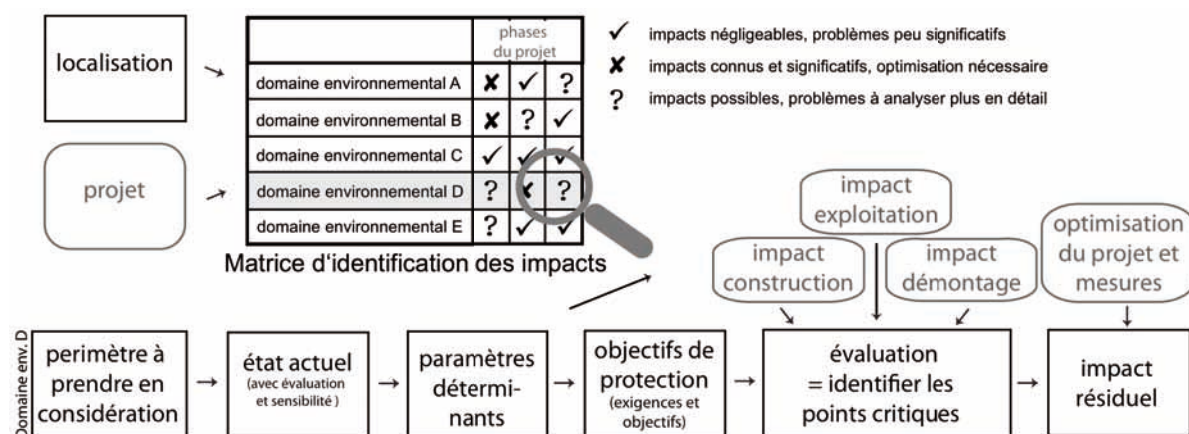 localisation
projet
phases
du projet
domaine environnemental A ✘ ✓ ?
domaine environnemental B ✘ ? ✓
domaine environnemental C ✓ ✓ ✓
domaine environnemental D ? ✘ ?
domaine environnemental E ? ✓ ✓
Matrice d'identification des impacts
✓ impacts négligeables, problèmes peu significatifs
✘ impacts connus et significatifs, optimisation nécessaire
? impacts possibles, problèmes à analyser plus en détail
impact
exploitation
impact
construction
impact
démontage
optimisation
du projet et
mesures
Domaine env. D
perimètre à
prendre en
considération
état actuel
(avec évaluation
et sensibilité )
paramètres
détermi-
nants
objectifs de
protection
(exigences et
objectifs)
évaluation
= identifier les
points critiques
impact
résiduel